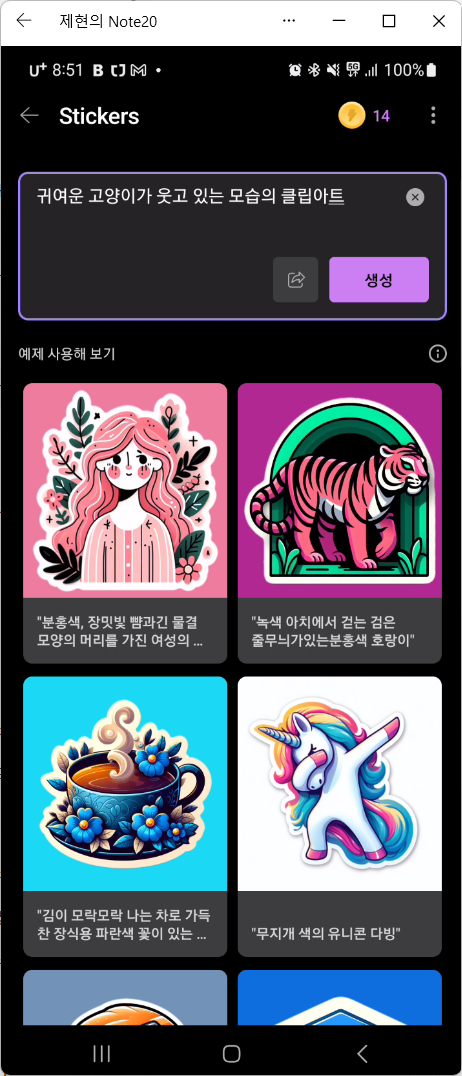 제현의 Note20
U+ 8:51 B M
5G 100%
Stickers
14
귀여운 고양이가 웃고 있는 모습의 클립아트
생성
예제 사용해 보기
"분홍색, 장밋빛 뺨과긴 물결
모양의 머리를 가진 여성의 ...
"녹색 아치에서 걷는 검은
줄무늬가있는분홍색 호랑이"
"김이 모락모락 나는 차로 가득
찬 장식용 파란색 꽃이 있는 ...
"무지개 색의 유니콘 다빙"